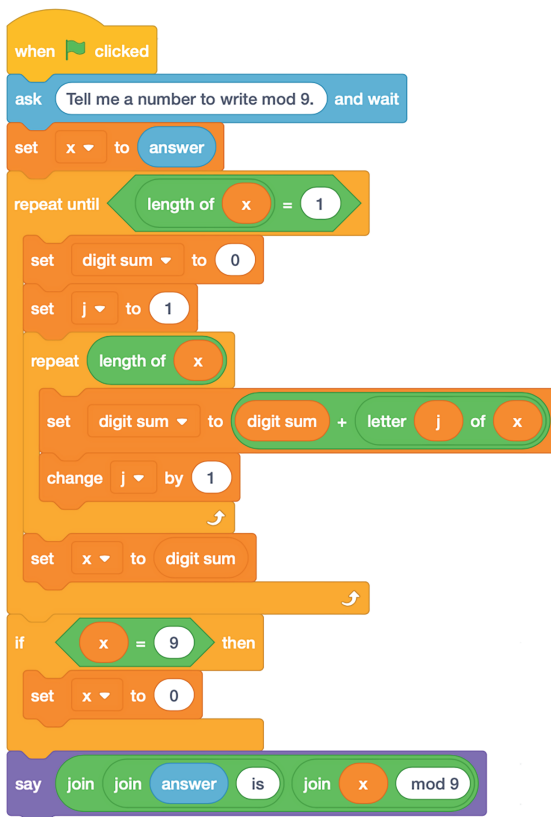 when clicked
ask Tell me a number to write mod 9. and wait
set x to answer
repeat until length of x = 1
set digit sum to 0
set j to 1
repeat length of x
set digit sum to digit sum + letter j of x
change j by 1
set x to digit sum
if x = 9 then
set x to 0
say join join answer is join x mod 9